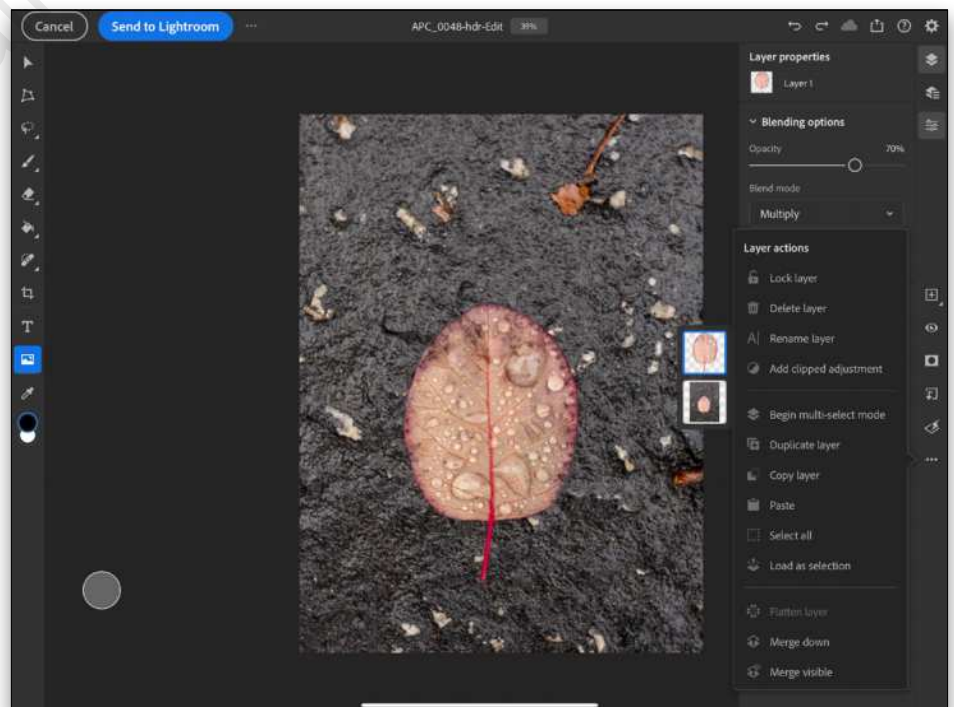 Cancel
Send to Lightroom
APC_0048-hdr-Edit 39%
Layer properties
Layer 1
Blending options
Opacity 70%
Blend mode
Multiply
Layer actions
Lock layer
Delete layer
Rename layer
Add clipped adjustment
Begin multi-select mode
Duplicate layer
Copy layer
Paste
Select all
Load as selection
Flatten layer
Merge down
Merge visible
T